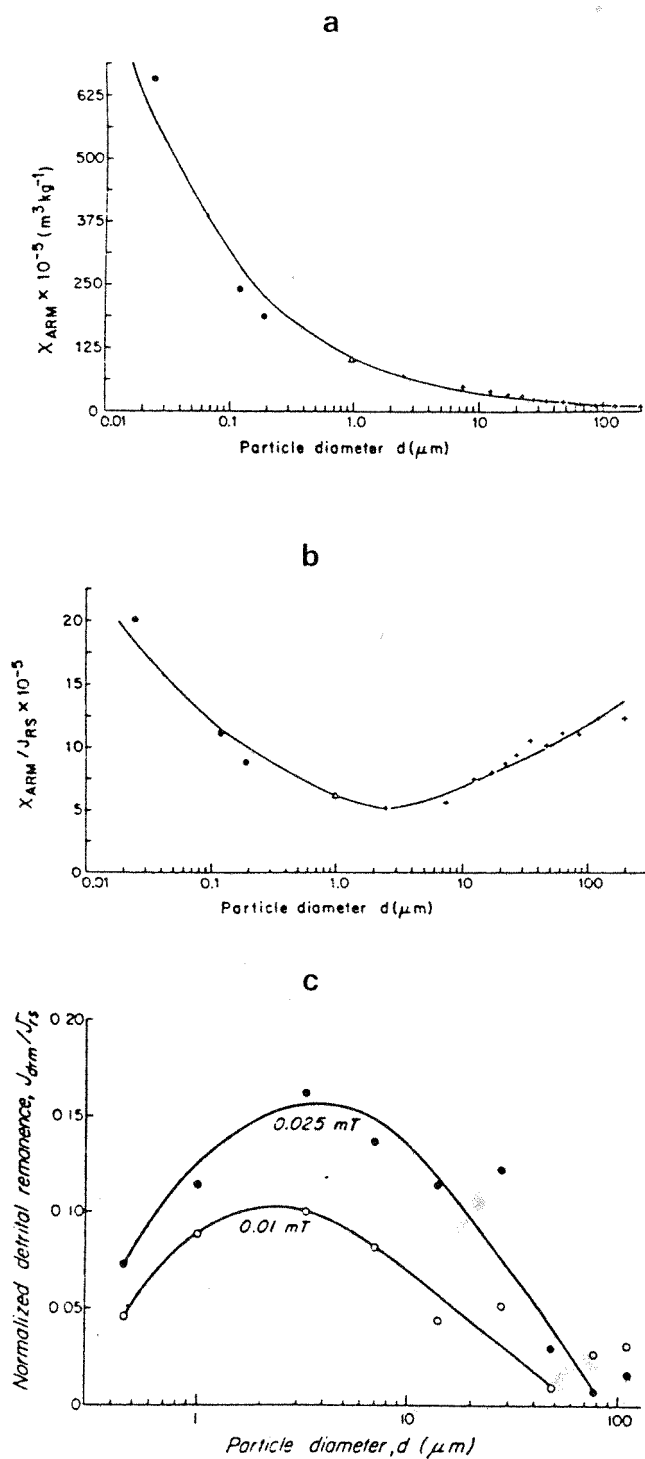 a
χARM × 10⁻⁵ (m³ kg⁻¹)
625
500
375
250
125
0
0.01 0.1 1.0 10 100
Particle diameter d(μm)
b
χARM / JRS × 10⁻⁵
20
15
10
5
0
0.01 0.1 1.0 10 100
Particle diameter d(μm)
c
Normalized detrital remanence, Jdrm/Jrs
0.20
0.15
0.10
0.05
0
0.025 mT
0.01 mT
1 10 100
Particle diameter, d (μm)